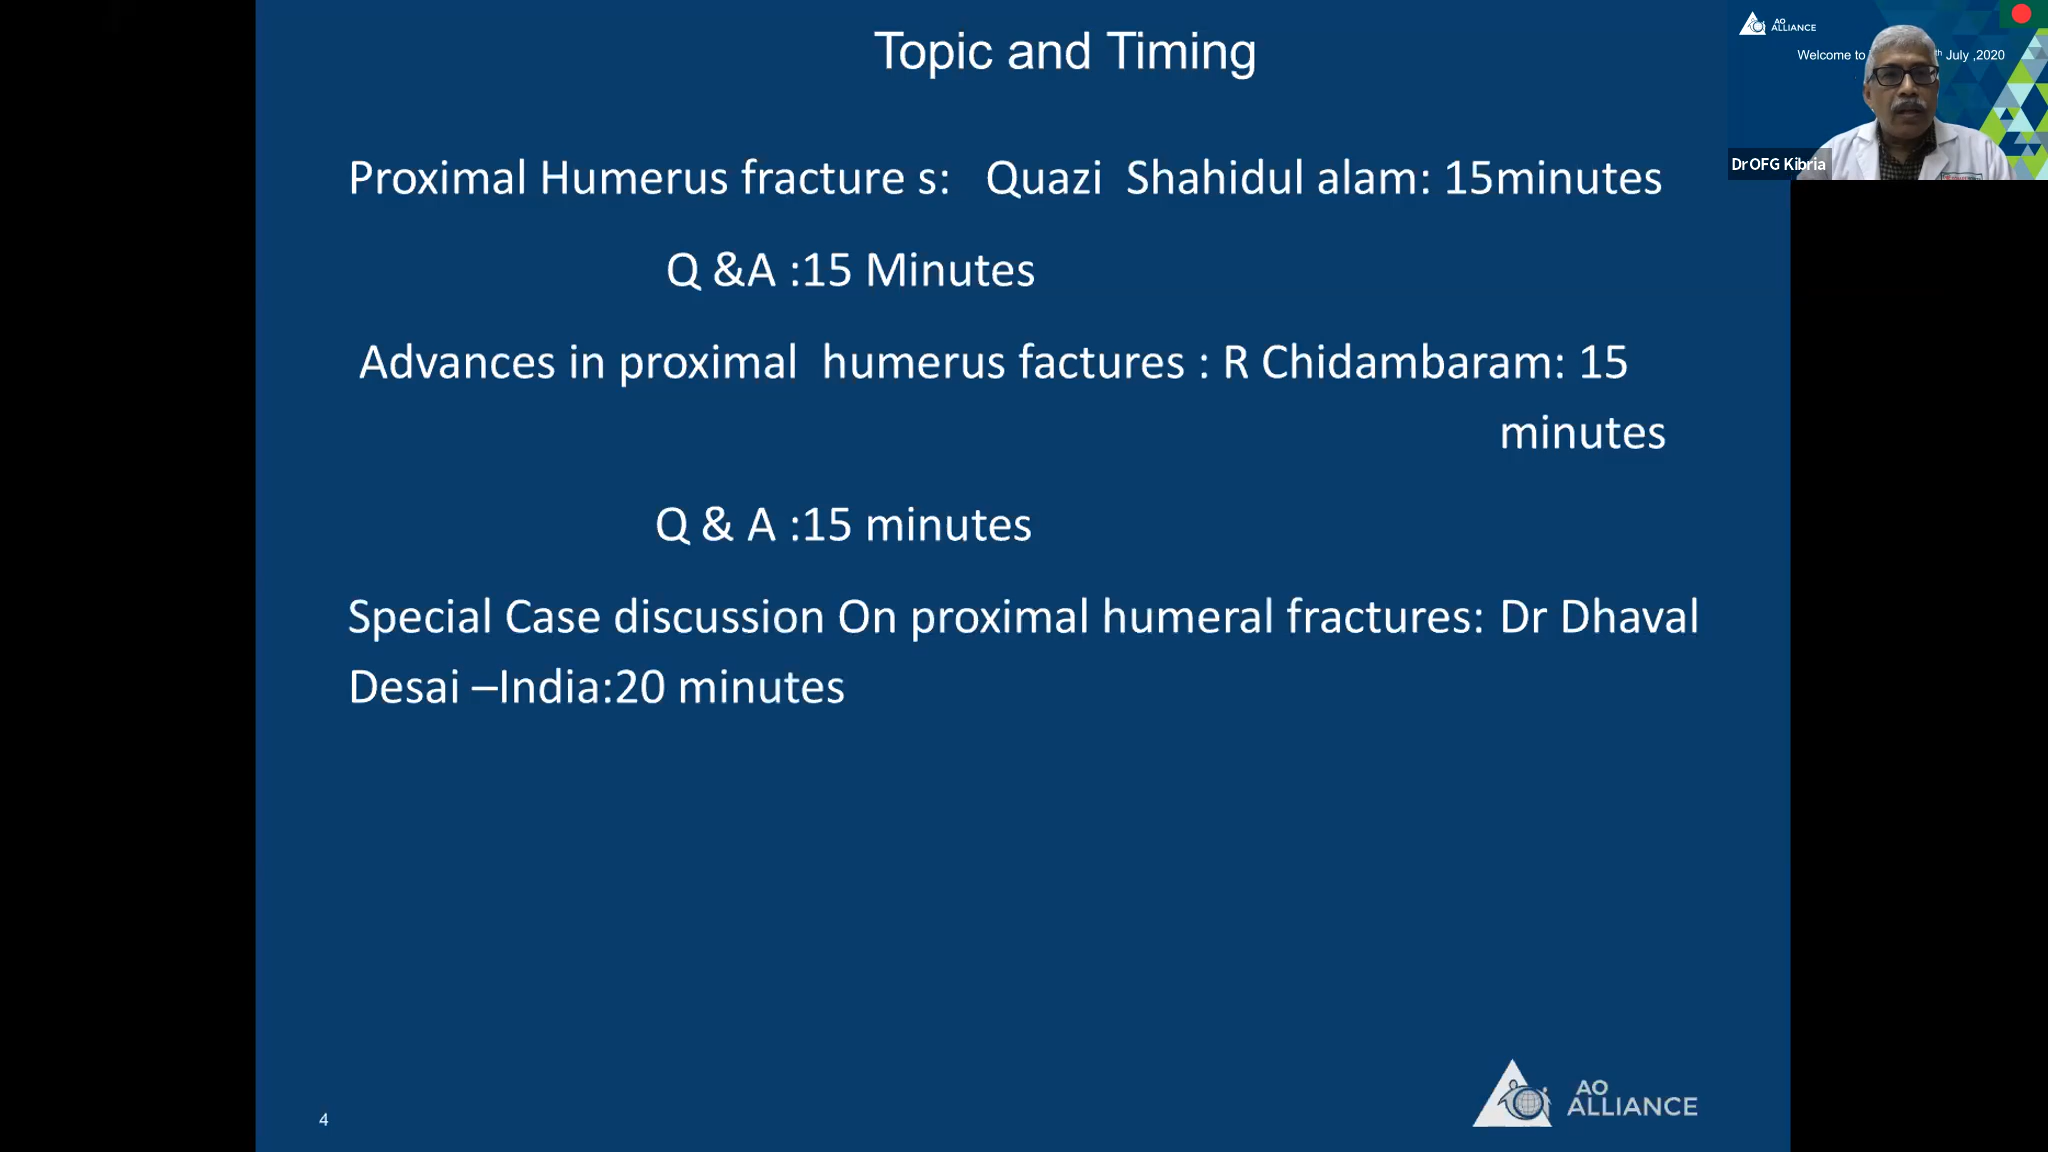 Topic and Timing
Proximal Humerus fracture s: Quazi Shahidul alam: 15minutes
Q &A :15 Minutes
Advances in proximal humerus factures : R Chidambaram: 15
minutes
Q & A :15 minutes
Special Case discussion On proximal humeral fractures: Dr Dhaval
Desai –India:20 minutes
4
AO
ALLIANCE
AO
ALLIANCE
Welcome to July ,2020
Dr OFG Kibria